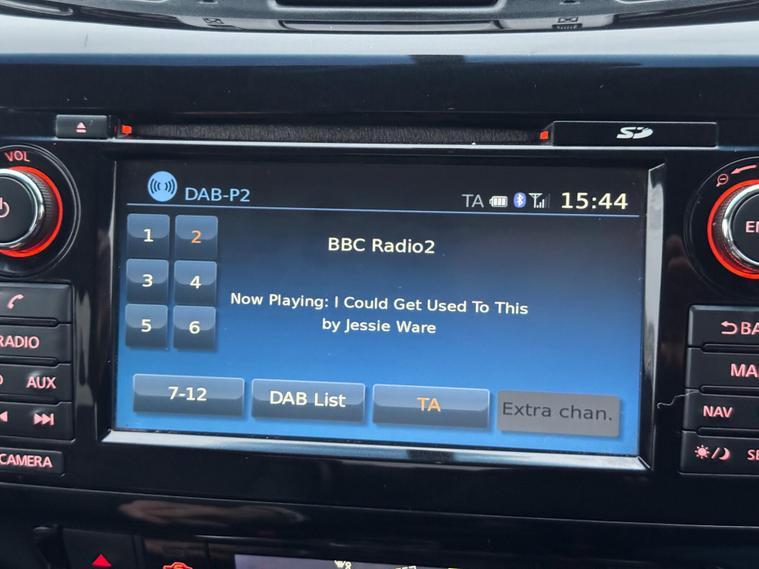 SD
VOL
DAB-P2
TA
15:44
1
2
BBC Radio2
3
4
Now Playing: I Could Get Used To This
by Jessie Ware
5
6
7-12
DAB List
TA
Extra chan.
RADIO
AUX
CAMERA
NAV